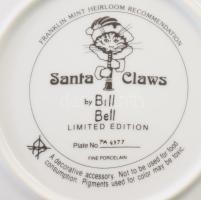 FRANKLIN MINT HEIRLOOM RECOMMENDATION
Santa Claws
by Bill
Bell
LIMITED EDITION
Plate No.
FINE PORCELAIN
A decorative accessory. Not to be used for food
consumption. Pigments used for color may be toxic.